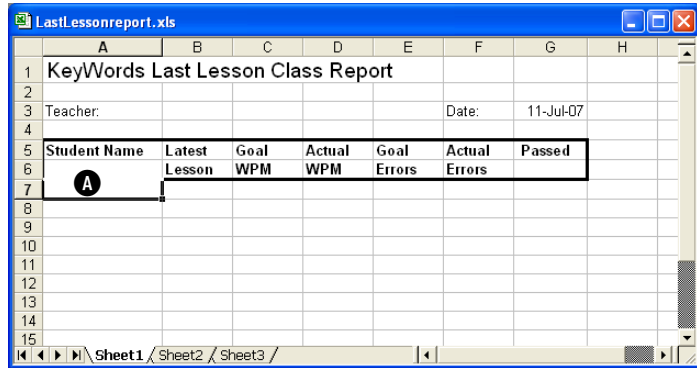 LastLessonreport.xls
A B C D E F G H
1 KeyWords Last Lesson Class Report
2
3 Teacher: Date: 11-Jul-07
4
5 Student Name Latest Goal Actual Goal Actual Passed
6 Lesson WPM WPM Errors Errors
7 A
8
9
10
11
12
13
14
15
Sheet1 Sheet2 Sheet3